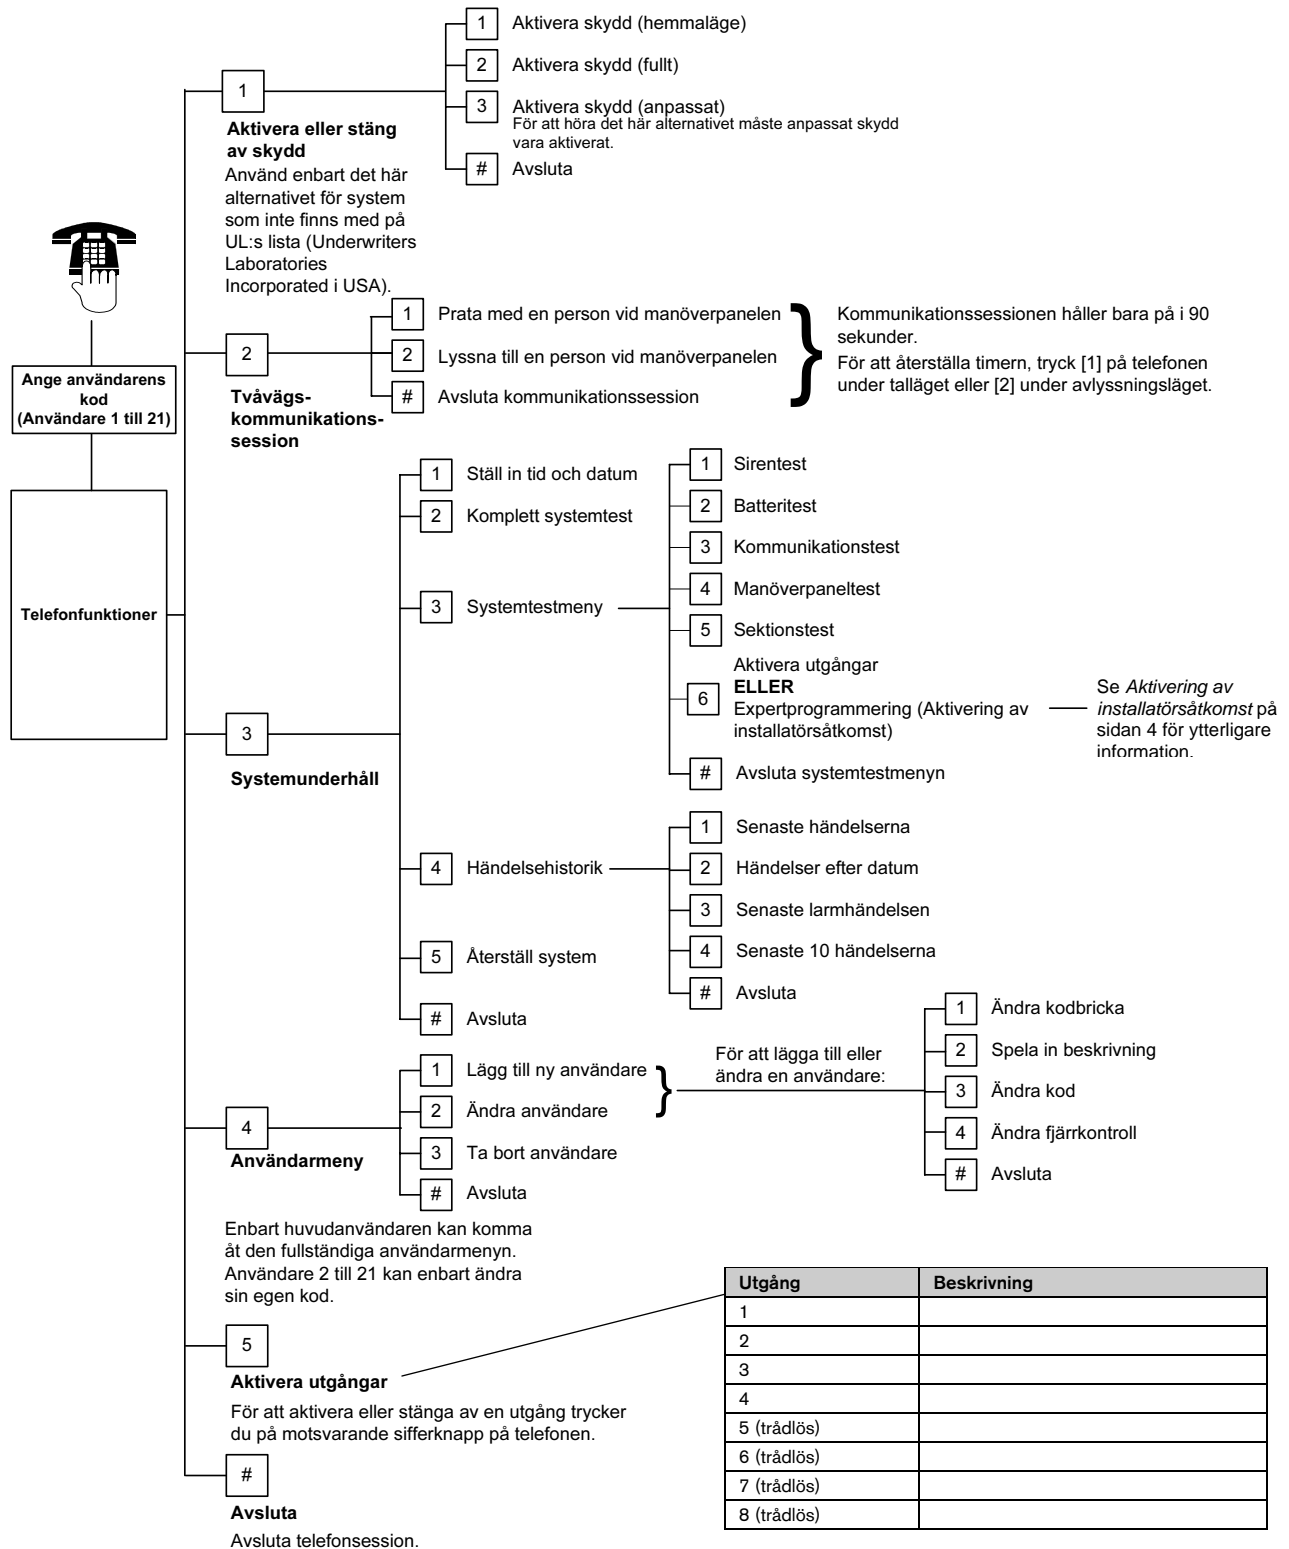 1 Aktivera skydd (hemmaläge)
2 Aktivera skydd (fullt)
3 Aktivera skydd (anpassat)
För att höra det här alternativet måste anpassat skydd
vara aktiverat.
# Avsluta
1
Aktivera eller stäng
av skydd
Använd enbart det här
alternativet för system
som inte finns med på
UL:s lista (Underwriters
Laboratories
Incorporated i USA).
Ange användarens
kod
(Användare 1 till 21)
Telefonfunktioner
2
Tvåvägs-
kommunikations-
session
1 Prata med en person vid manöverpanelen
2 Lyssna till en person vid manöverpanelen
# Avsluta kommunikationssession
Kommunikationssessionen håller bara på i 90
sekunder.
För att återställa timern, tryck [1] på telefonen
under talläget eller [2] under avlyssningsläget.
3
Systemunderhåll
1 Ställ in tid och datum
2 Komplett systemtest
3 Systemtestmeny
1 Sirentest
2 Batteritest
3 Kommunikationstest
4 Manöverpaneltest
5 Sektionstest
6
Aktivera utgångar
ELLER
Expertprogrammering (Aktivering av
installatörsåtkomst)
Se Aktivering av
installatörsåtkomst på
sidan 4 för ytterligare
information.
# Avsluta systemtestmenyn
4 Händelsehistorik
1 Senaste händelserna
2 Händelser efter datum
3 Senaste larmhändelsen
4 Senaste 10 händelserna
# Avsluta
5 Återställ system
# Avsluta
4
Användarmeny
1 Lägg till ny användare
2 Ändra användare
3 Ta bort användare
# Avsluta
För att lägga till eller
ändra en användare:
1 Ändra kodbricka
2 Spela in beskrivning
3 Ändra kod
4 Ändra fjärrkontroll
# Avsluta
Enbart huvudanvändaren kan komma
åt den fullständiga användarmenyn.
Användare 2 till 21 kan enbart ändra
sin egen kod.
5
Aktivera utgångar
För att aktivera eller stänga av en utgång trycker
du på motsvarande sifferknapp på telefonen.
#
Avsluta
Avsluta telefonsession.
Utgång Beskrivning
1
2
3
4
5 (trådlös)
6 (trådlös)
7 (trådlös)
8 (trådlös)